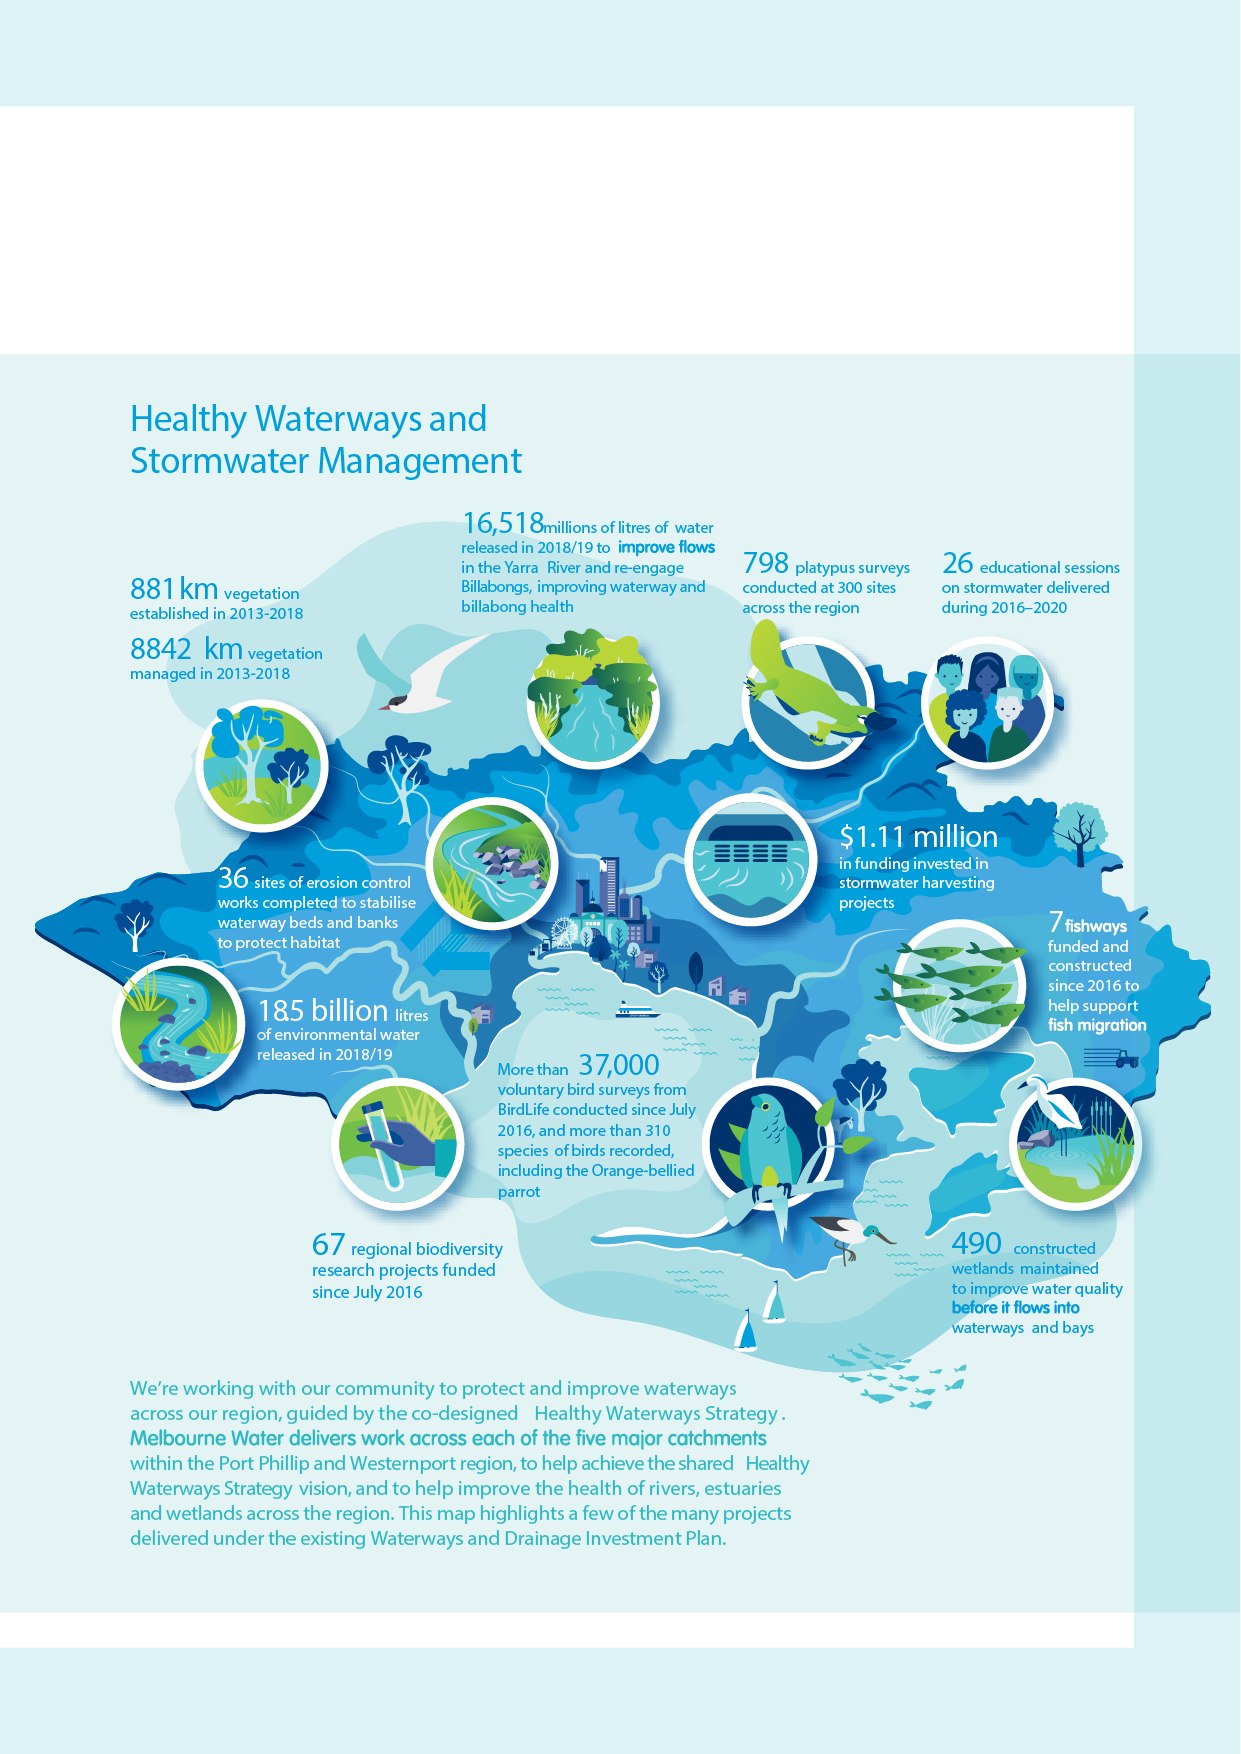 Healthy Waterways and
Stormwater Management
16,518 millions of litres of water
released in 2018/19 to improve flows
in the Yarra River and re-engage
Billabongs, improving waterway and
billabong health
798 platypus surveys
conducted at 300 sites
across the region
26 educational sessions
on stormwater delivered
during 2016–2020
881 km vegetation
established in 2013-2018
8842 km vegetation
managed in 2013-2018
$1.11 million
in funding invested in
stormwater harvesting
projects
36 sites of erosion control
works completed to stabilise
waterway beds and banks
to protect habitat
7 fishways
funded and
constructed
since 2016 to
help support
fish migration
18.5 billion litres
of environmental water
released in 2018/19
More than 37,000
voluntary bird surveys from
BirdLife conducted since July
2016, and more than 310
species of birds recorded,
including the Orange-bellied
parrot
67 regional biodiversity
research projects funded
since July 2016
490 constructed
wetlands maintained
to improve water quality
before it flows into
waterways and bays
We're working with our community to protect and improve waterways
across our region, guided by the co-designed Healthy Waterways Strategy .
Melbourne Water delivers work across each of the five major catchments
within the Port Phillip and Westernport region, to help achieve the shared Healthy
Waterways Strategy vision, and to help improve the health of rivers, estuaries
and wetlands across the region. This map highlights a few of the many projects
delivered under the existing Waterways and Drainage Investment Plan.